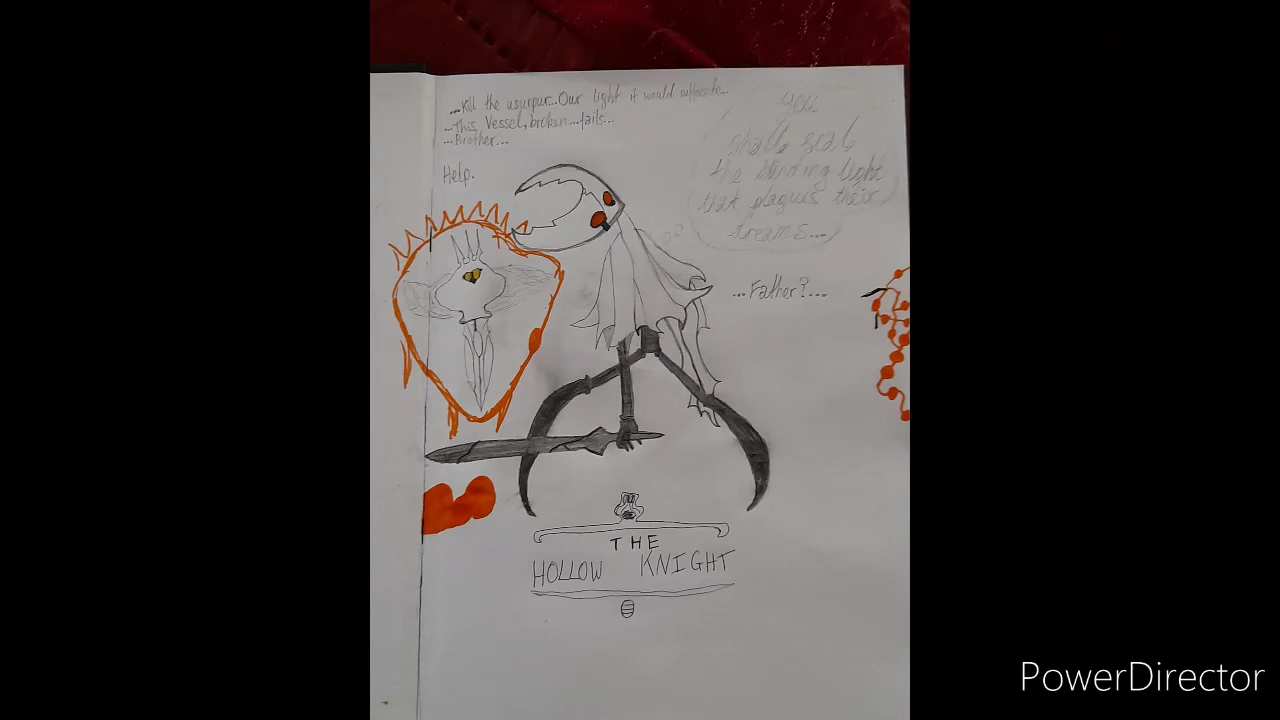 ...Kill the usurpur...Our light it would suffocate...
...This Vessel, broken...fails...
...Brother...
Help.
you
shall seal
the blinding light
that plagues their
dreams...
...Father?...
THE
HOLLOW KNIGHT
PowerDirector